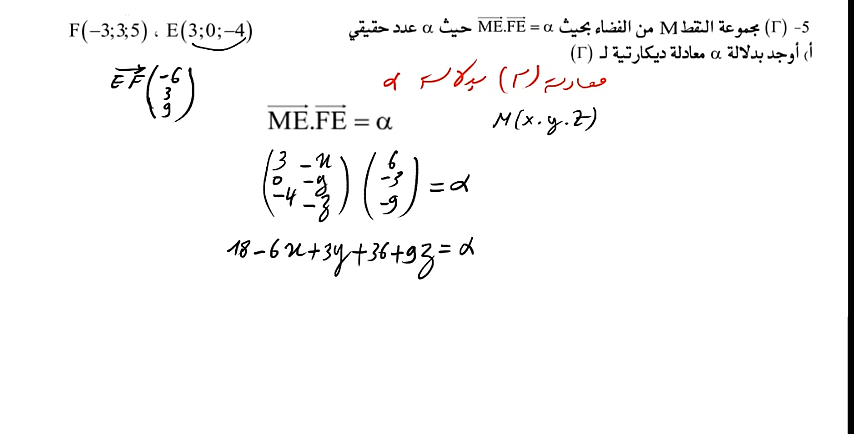 5- (Γ) مجموعة النقط M من الفضاء بحيث ME.FE = α حيث α عدد حقيقي E(3;0;−4) ، F(−3;3;5)
أ) أوجد بدلالة α معادلة ديكارتية لـ (Γ)
معادلة (Γ) بدلالة α
EF(−6 3 9)
ME.FE = α M(x.y.z)
(3 −x 0 −y −4 −z) (6 −3 −9) = α
18−6x+3y+36+9z=α